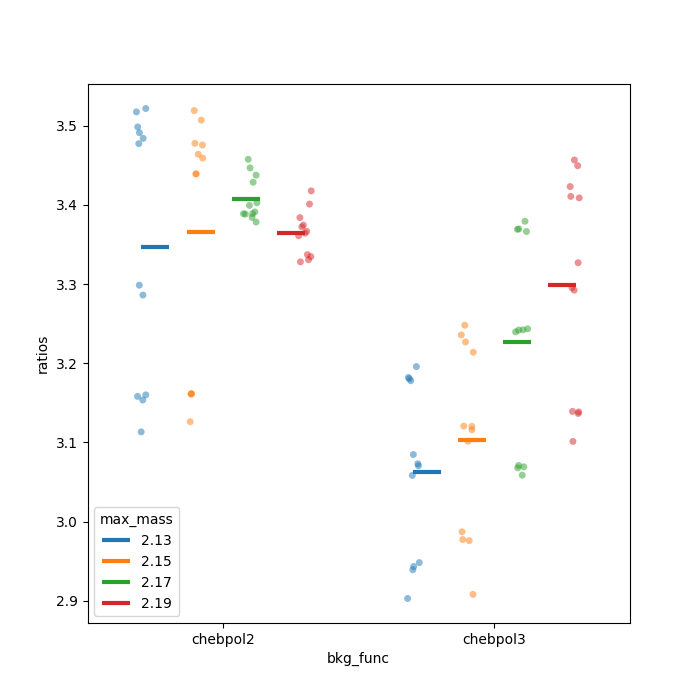 3.5
3.4
3.3
3.2
3.1
3.0
2.9
ratios
max_mass
2.13
2.15
2.17
2.19
chebpol2 chebpol3
bkg_func